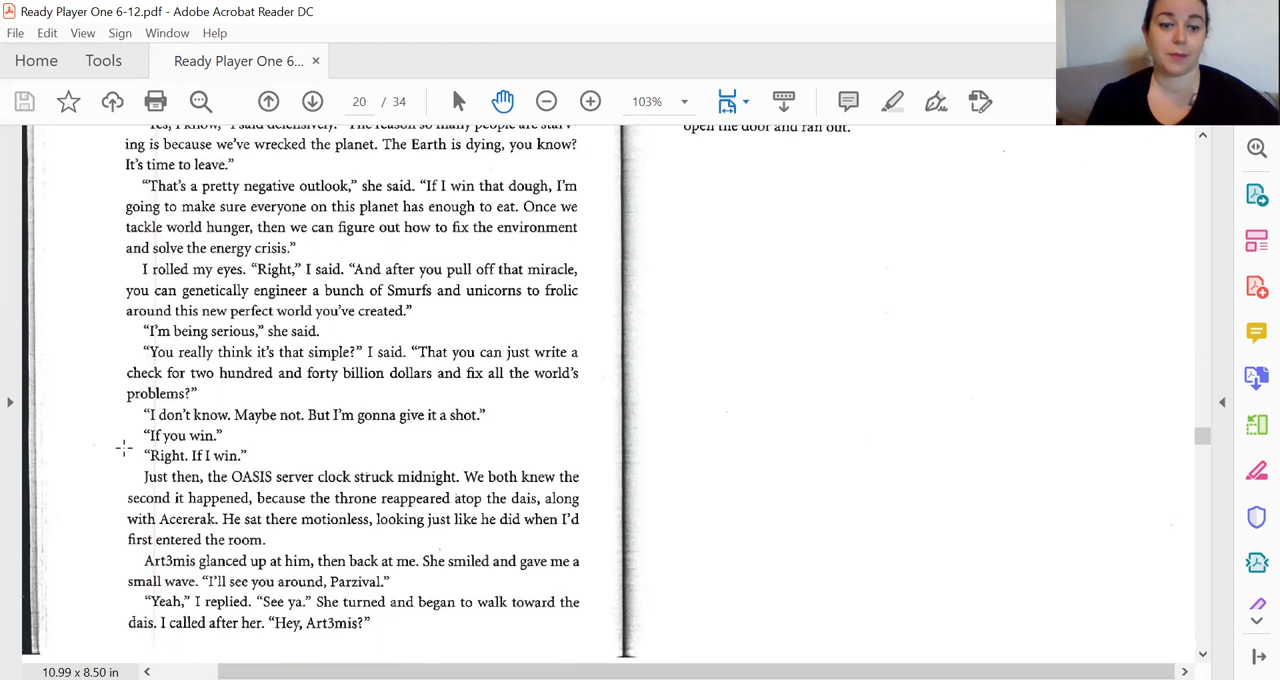 Ready Player One 6-12.pdf - Adobe Acrobat Reader DC
File Edit View Sign Window Help
Home Tools Ready Player One 6... ×
20 / 34 103%
"Yes, I know," I said defensively. "The reason so many people are starv-
ing is because we've wrecked the planet. The Earth is dying, you know?
It's time to leave."
"That's a pretty negative outlook," she said. "If I win that dough, I'm
going to make sure everyone on this planet has enough to eat. Once we
tackle world hunger, then we can figure out how to fix the environment
and solve the energy crisis."
I rolled my eyes. "Right," I said. "And after you pull off that miracle,
you can genetically engineer a bunch of Smurfs and unicorns to frolic
around this new perfect world you've created."
"I'm being serious," she said.
"You really think it's that simple?" I said. "That you can just write a
check for two hundred and forty billion dollars and fix all the world's
problems?"
"I don't know. Maybe not. But I'm gonna give it a shot."
"If you win."
"Right. If I win."
Just then, the OASIS server clock struck midnight. We both knew the
second it happened, because the throne reappeared atop the dais, along
with Acererak. He sat there motionless, looking just like he did when I'd
first entered the room.
Art3mis glanced up at him, then back at me. She smiled and gave me a
small wave. "I'll see you around, Parzival."
"Yeah," I replied. "See ya." She turned and began to walk toward the
dais. I called after her. "Hey, Art3mis?"
open the door and ran out.
10.99 x 8.50 in